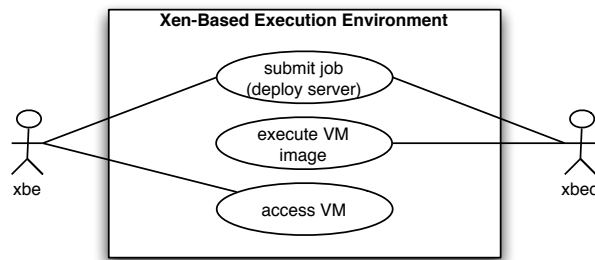 Xen-Based Execution Environment
submit job
(deploy server)
execute VM
image
access VM
xbe
xbed